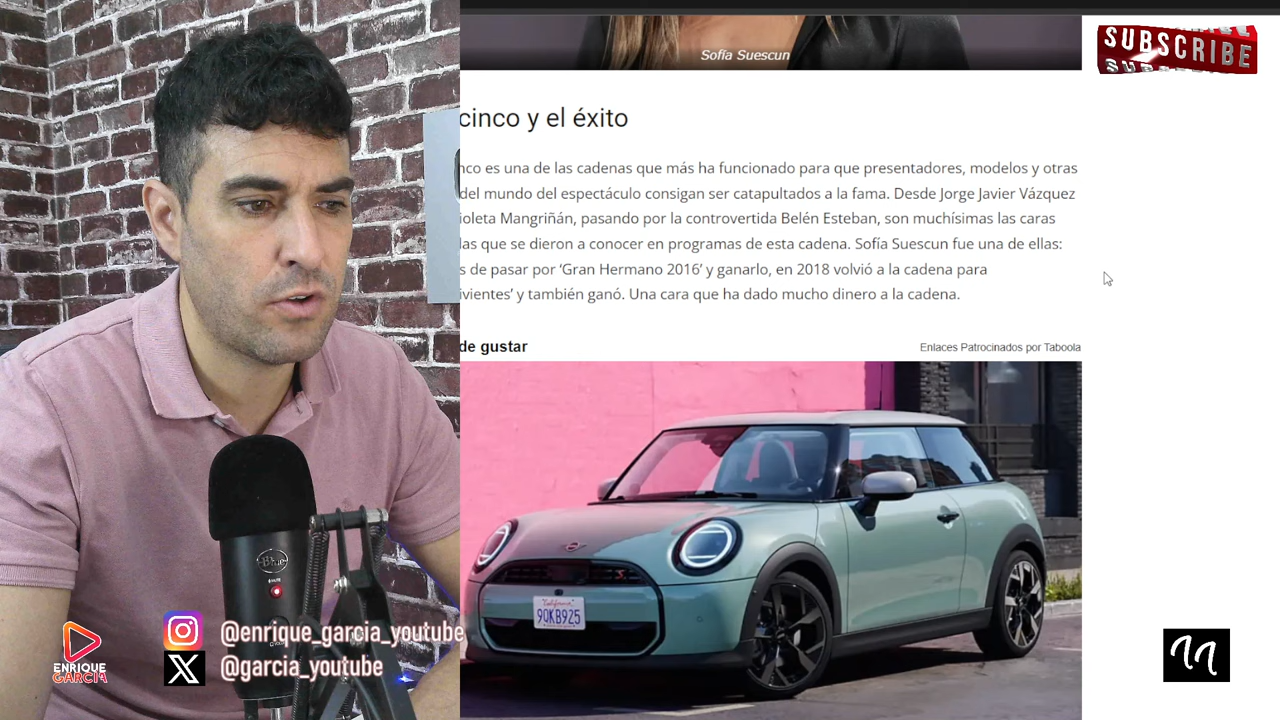 Sofía Suescun
SUBSCRIBE
cinco y el éxito
nco es una de las cadenas que más ha funcionado para que presentadores, modelos y otras
del mundo del espectáculo consigan ser catapultados a la fama. Desde Jorge Javier Vázquez
ioleta Mangriñán, pasando por la controvertida Belén Esteban, son muchísimas las caras
las que se dieron a conocer en programas de esta cadena. Sofía Suescun fue una de ellas:
s de pasar por ‘Gran Hermano 2016’ y ganarlo, en 2018 volvió a la cadena para
ivientes’ y también ganó. Una cara que ha dado mucho dinero a la cadena.
de gustar
Enlaces Patrocinados por Taboola
California
90KB925
Blue
@enrique_garcia_youtube
@garcia_youtube
ENRIQUE
GARCIA